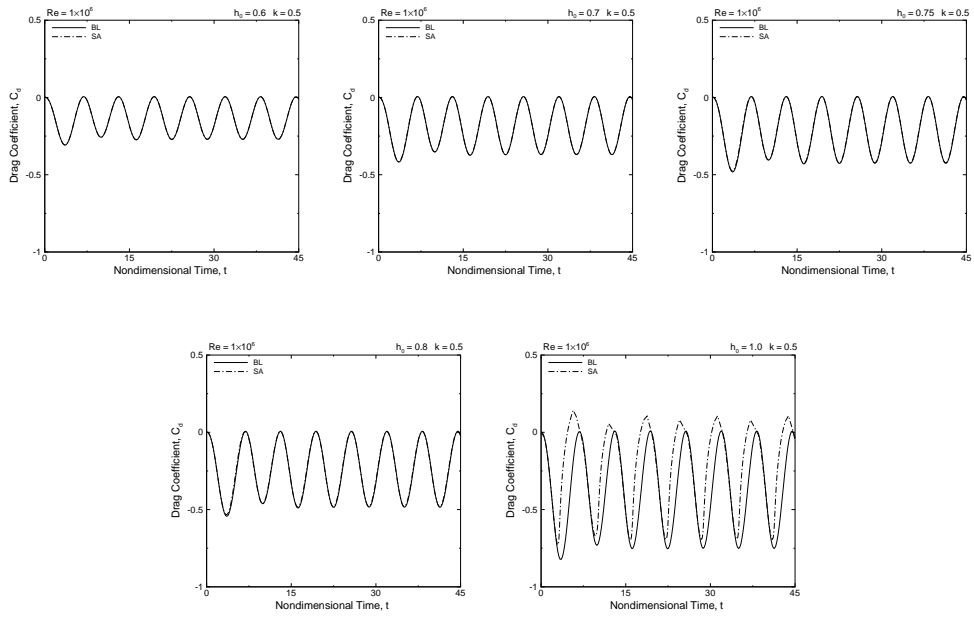 Re = 1×10⁶ h₀ = 0.6 k = 0.5
BL
SA
0.5
0
-0.5
-1
Drag Coefficient, C_d
0 15 30 45
Nondimensional Time, t
Re = 1×10⁶ h₀ = 0.7 k = 0.5
BL
SA
0.5
0
-0.5
-1
Drag Coefficient, C_d
0 15 30 45
Nondimensional Time, t
Re = 1×10⁶ h₀ = 0.75 k = 0.5
BL
SA
0.5
0
-0.5
-1
Drag Coefficient, C_d
0 15 30 45
Nondimensional Time, t
Re = 1×10⁶ h₀ = 0.8 k = 0.5
BL
SA
0.5
0
-0.5
-1
Drag Coefficient, C_d
0 15 30 45
Nondimensional Time, t
Re = 1×10⁶ h₀ = 1.0 k = 0.5
BL
SA
0.5
0
-0.5
-1
Drag Coefficient, C_d
0 15 30 45
Nondimensional Time, t